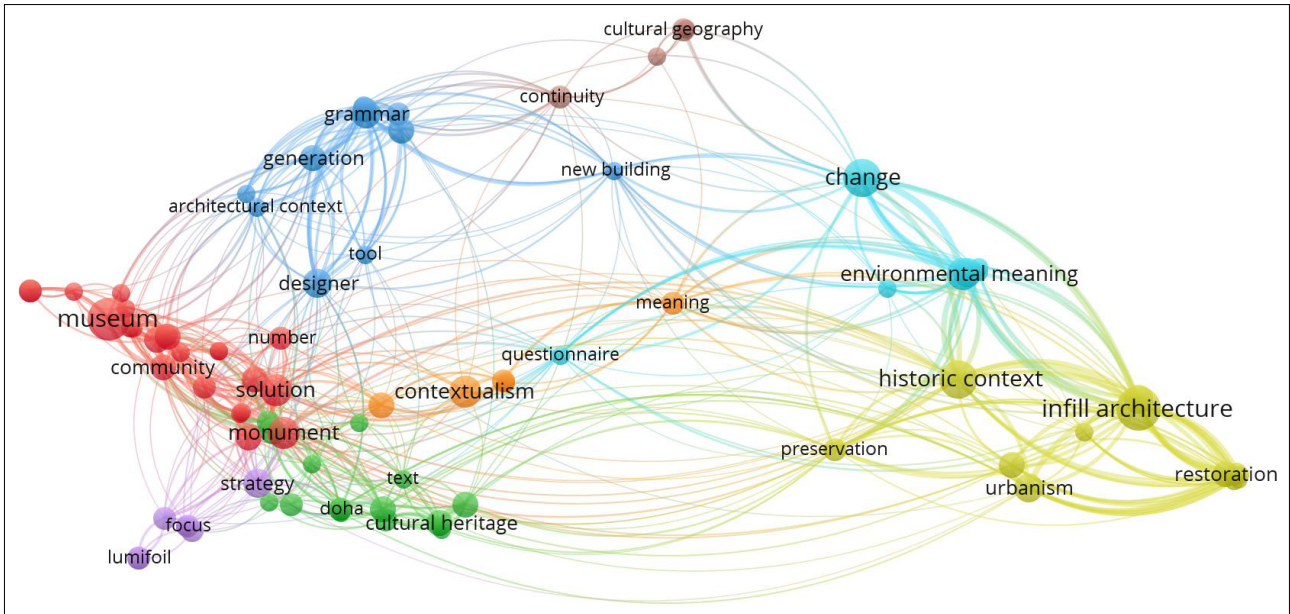 cultural geography
continuity
grammar
generation
new building
change
architectural context
tool
designer
environmental meaning
meaning
museum
number
questionnaire
community
solution
contextualism
historic context
infill architecture
monument
preservation
restoration
text
strategy
urbanism
doha
cultural heritage
focus
lumifoil